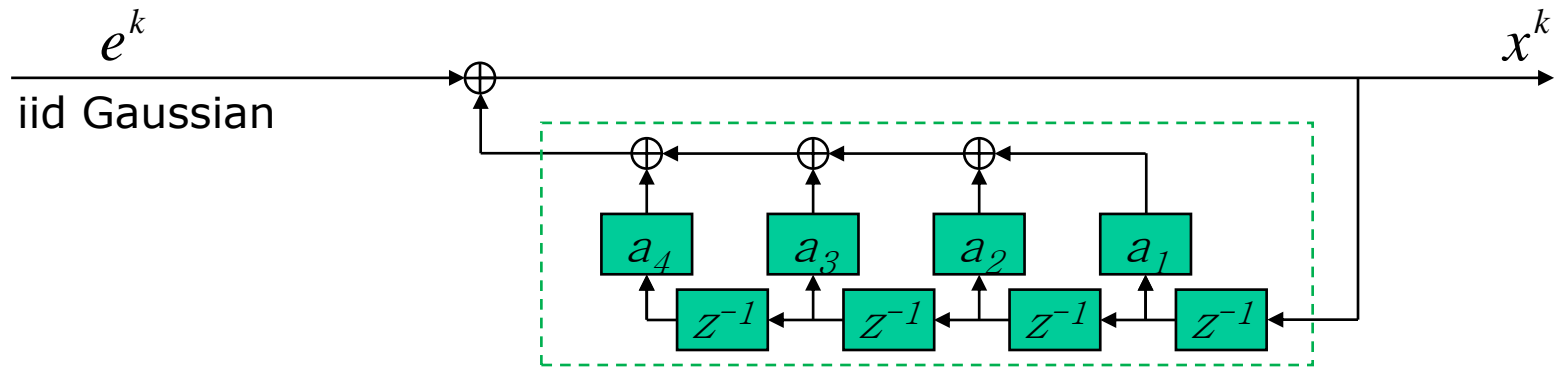 e^k
x^k
iid Gaussian
a_4 a_3 a_2 a_1
z^{-1} z^{-1} z^{-1} z^{-1}